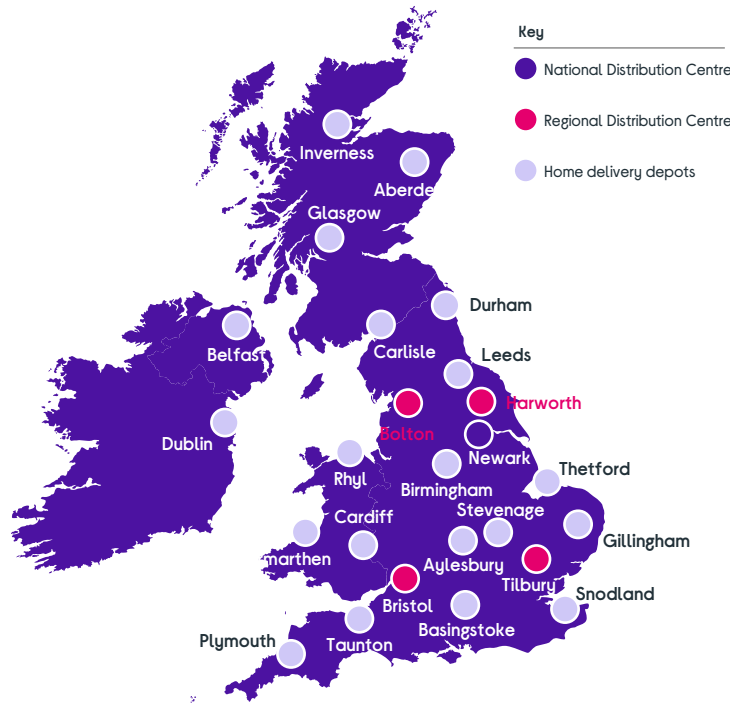 Key
National Distribution Centre
Regional Distribution Centre
Home delivery depots
Inverness
Aberde
Glasgow
Durham
Belfast
Carlisle
Leeds
Harworth
Bolton
Dublin
Newark
Thetford
Rhyl
Birmingham
Stevenage
Cardiff
Gillingham
marthen
Aylesbury
Tilbury
Snodland
Bristol
Basingstoke
Plymouth
Taunton